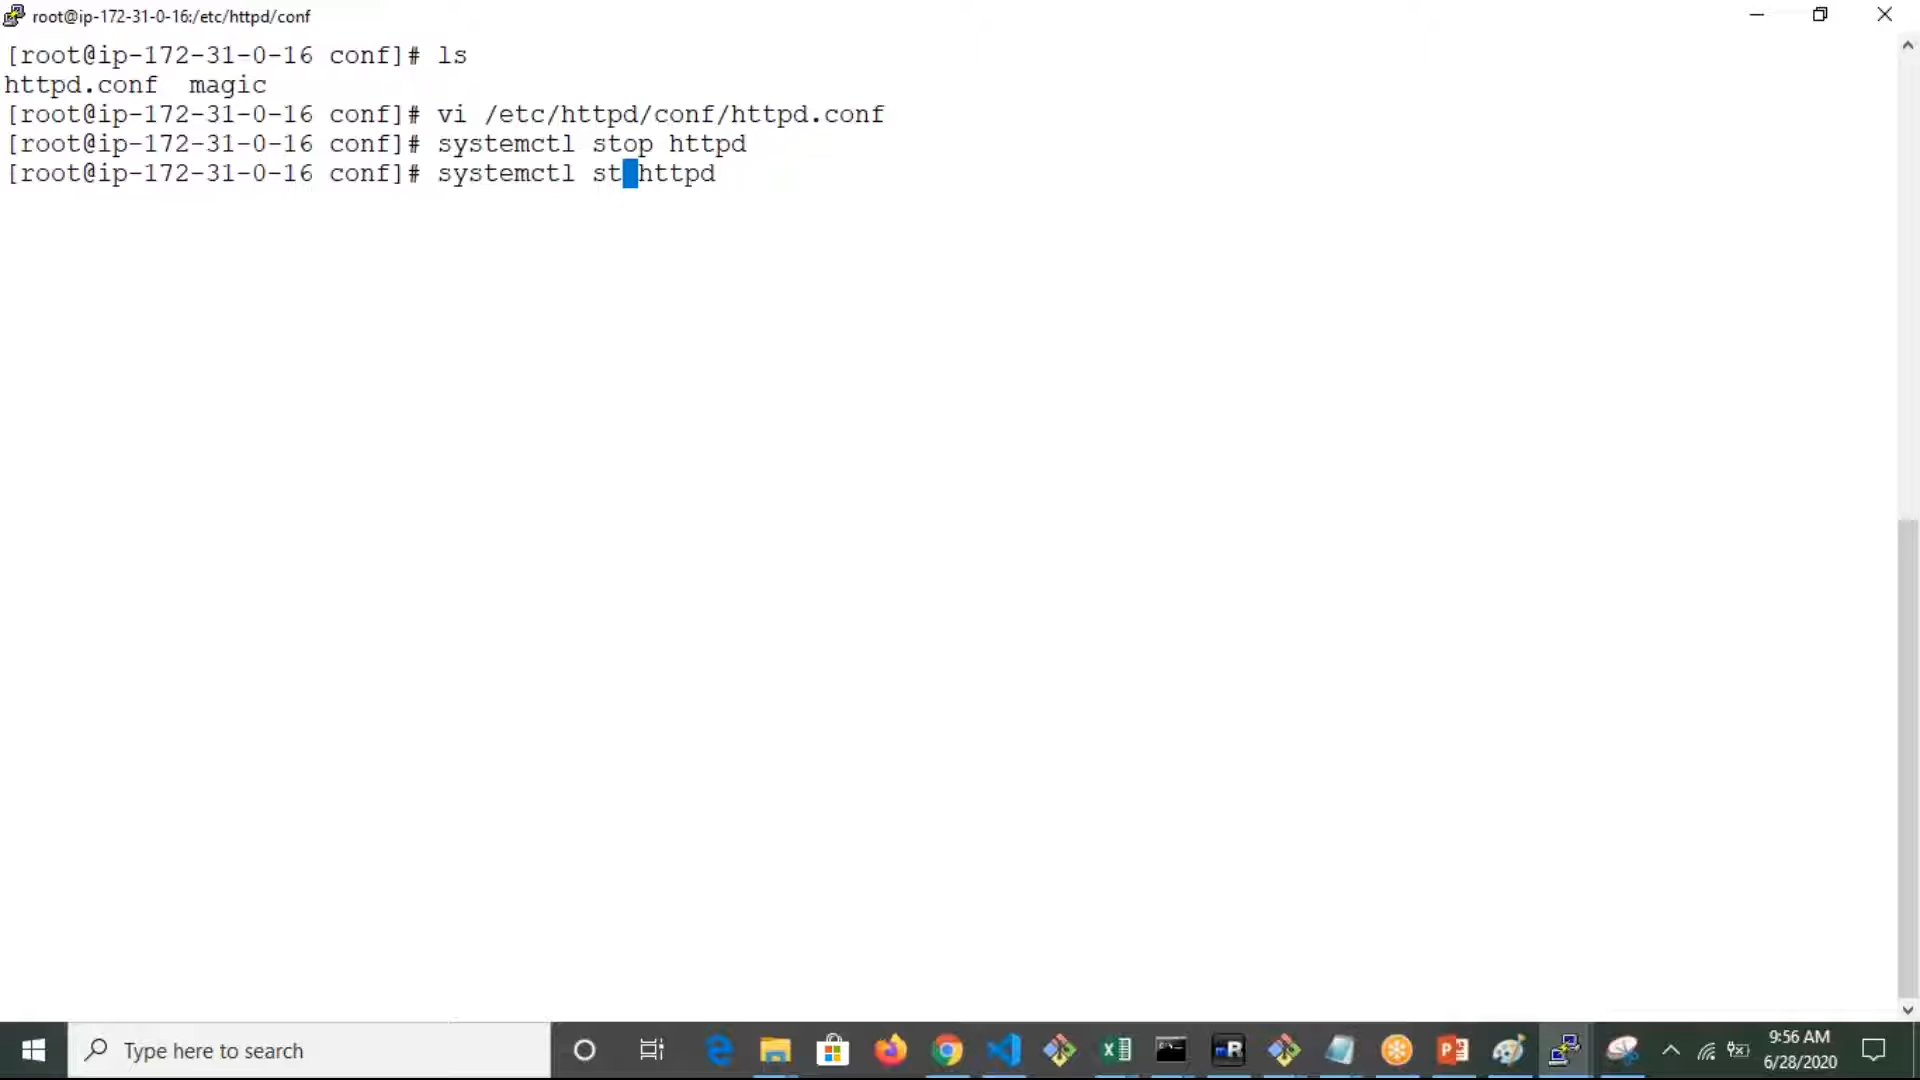 root@ip-172-31-0-16:/etc/httpd/conf
[root@ip-172-31-0-16 conf]# ls
httpd.conf  magic
[root@ip-172-31-0-16 conf]# vi /etc/httpd/conf/httpd.conf
[root@ip-172-31-0-16 conf]# systemctl stop httpd
[root@ip-172-31-0-16 conf]# systemctl st httpd
Type here to search
9:56 AM
6/28/2020